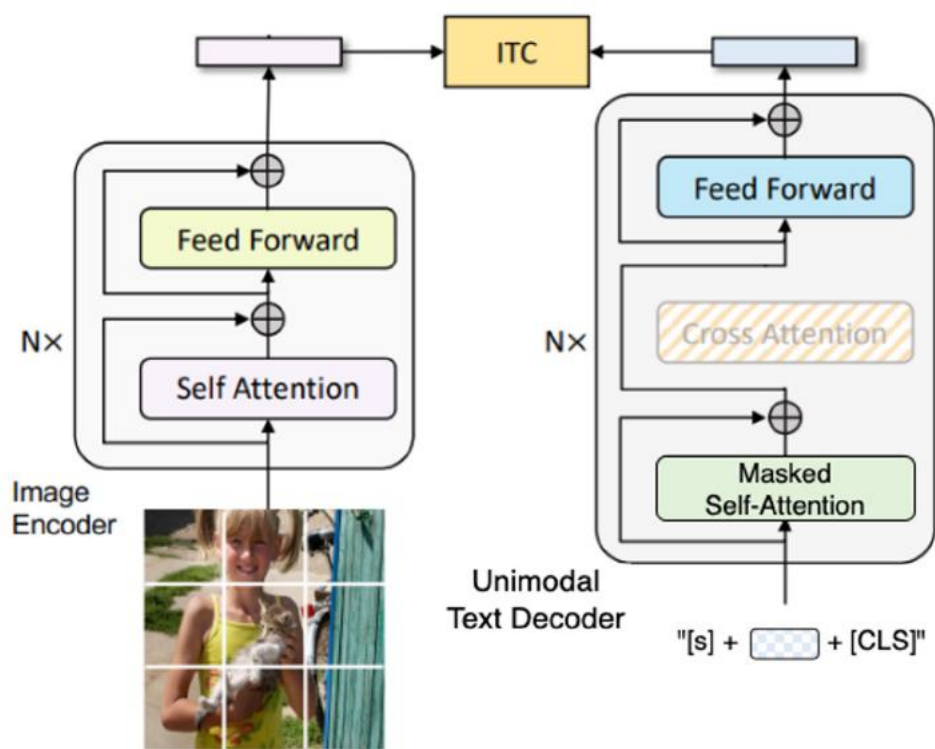 ITC
Feed Forward
Self Attention
N×
Image
Encoder
Feed Forward
Cross Attention
N×
Masked
Self-Attention
Unimodal
Text Decoder
"[s] + + [CLS]"